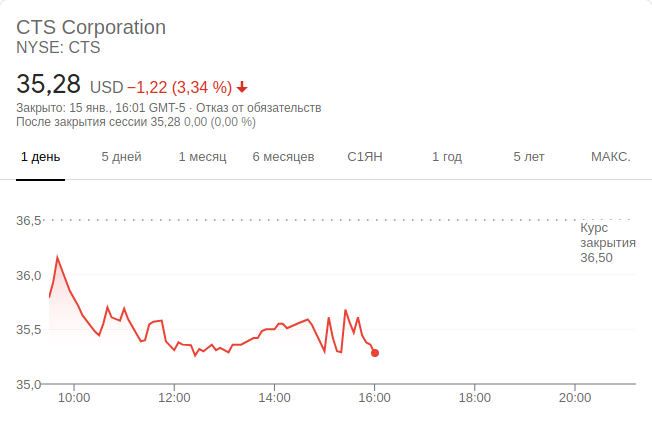 CTS Corporation
NYSE: CTS
35,28 USD −1,22 (3,34 %)
Закрыто: 15 янв., 16:01 GMT-5 · Отказ от обязательств
После закрытия сессии 35,28 0,00 (0,00 %)
1 день 5 дней 1 месяц 6 месяцев С1ЯН 1 год 5 лет МАКС.
36,5
Курс
закрытия
36,50
36,0
35,5
35,0
10:00 12:00 14:00 16:00 18:00 20:00